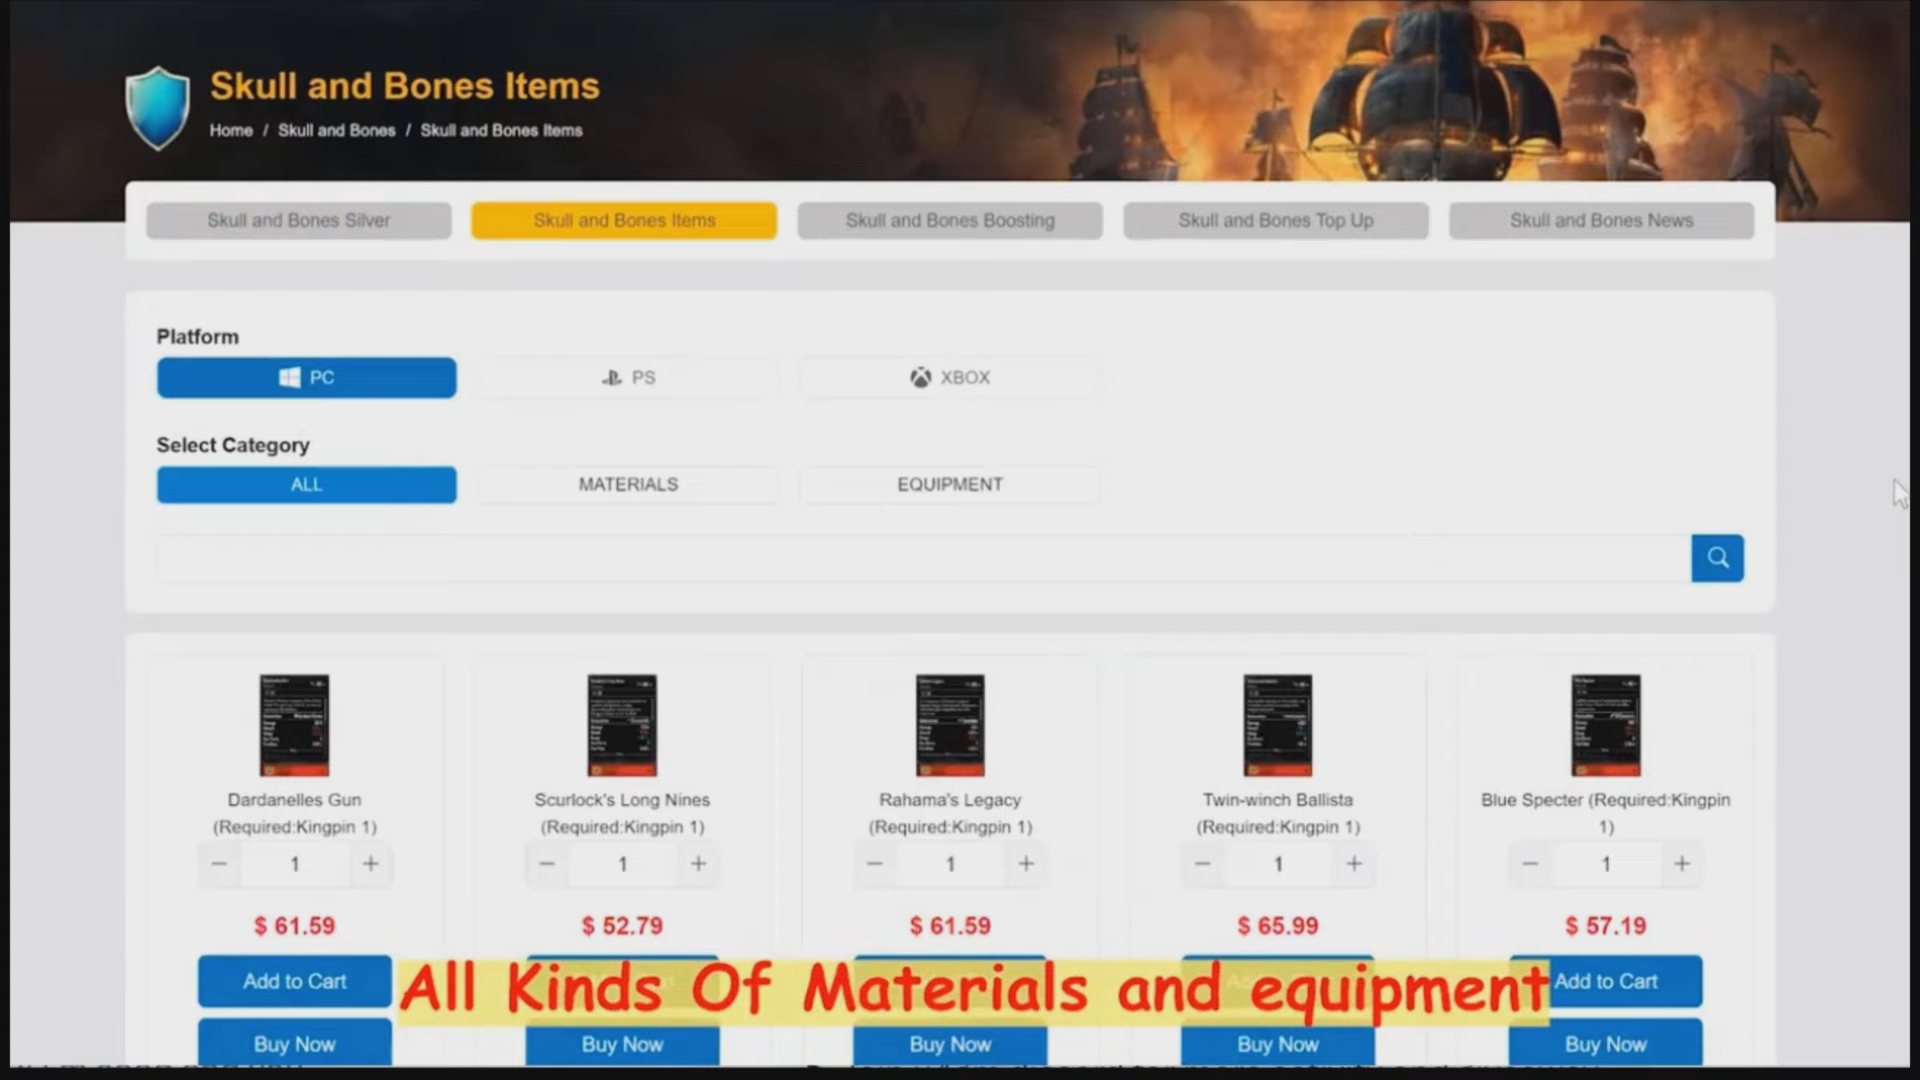 Skull and Bones Items
Home / Skull and Bones / Skull and Bones Items
Skull and Bones Silver
Skull and Bones Items
Skull and Bones Boosting
Skull and Bones Top Up
Skull and Bones News
Platform
PC
PS
XBOX
Select Category
ALL
MATERIALS
EQUIPMENT
Dardanelles Gun
(Required:Kingpin 1)
− 1 +
$ 61.59
Add to Cart
Buy Now
Scurlock's Long Nines
(Required:Kingpin 1)
− 1 +
$ 52.79
Buy Now
Rahama's Legacy
(Required:Kingpin 1)
− 1 +
$ 61.59
Buy Now
Twin-winch Ballista
(Required:Kingpin 1)
− 1 +
$ 65.99
Buy Now
Blue Specter (Required:Kingpin
1)
− 1 +
$ 57.19
Add to Cart
Buy Now
All Kinds Of Materials and equipment